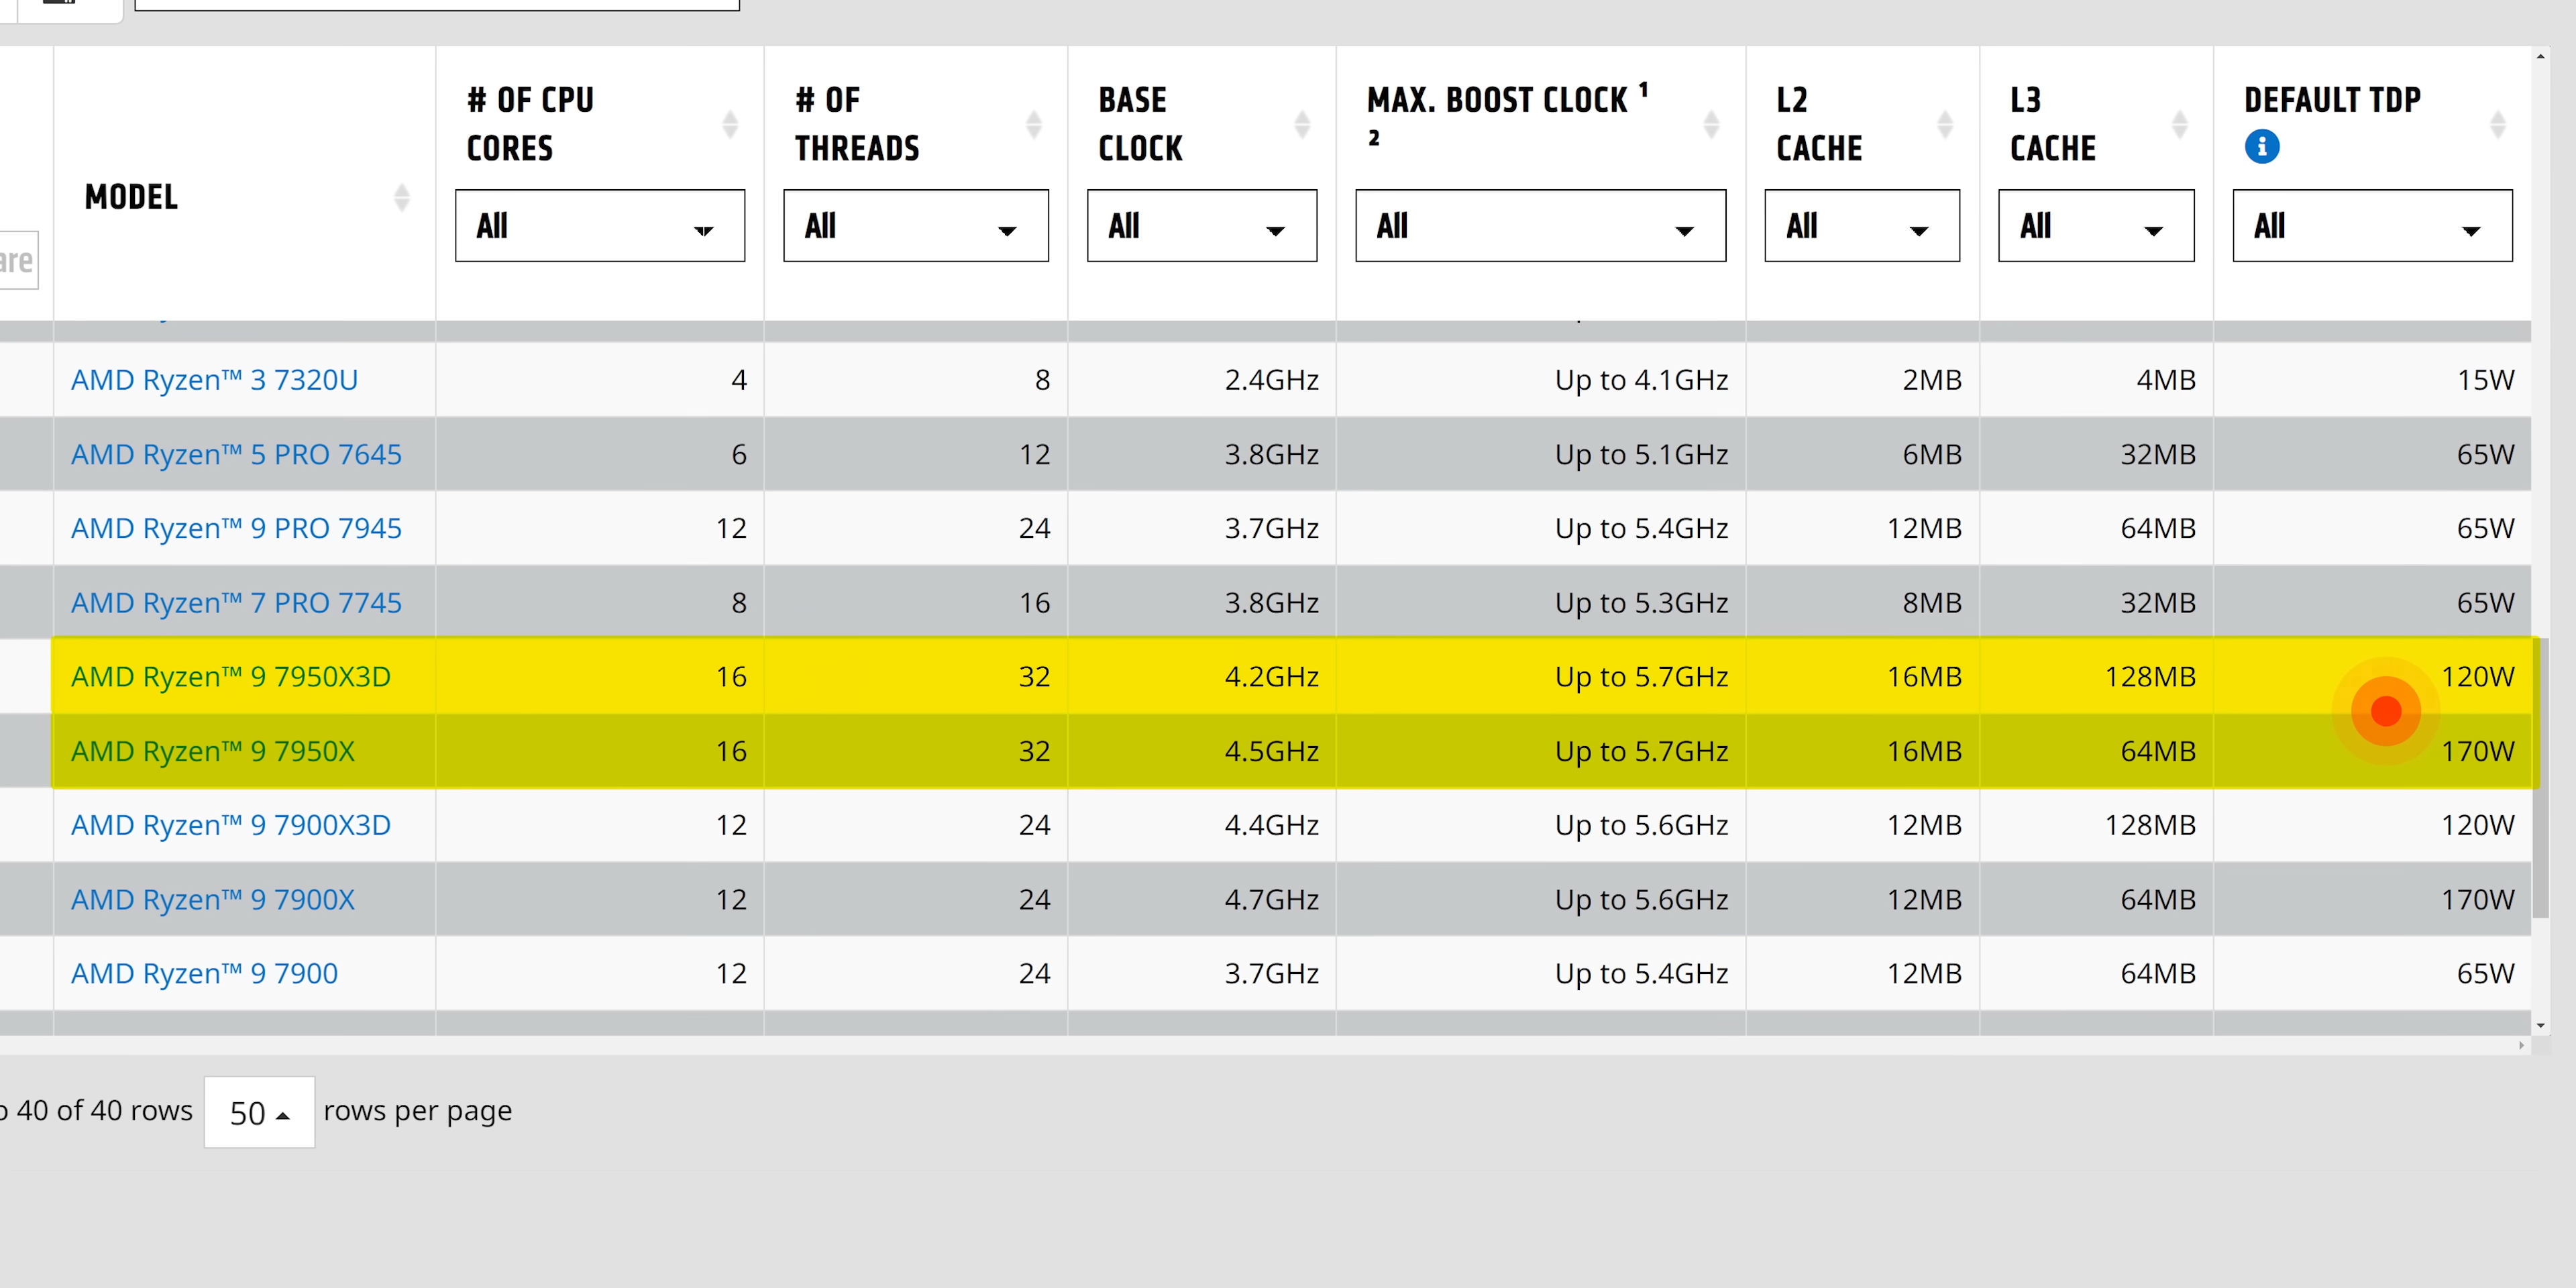 MODEL
# OF CPU
CORES
# OF
THREADS
BASE
CLOCK
MAX. BOOST CLOCK ¹
²
L2
CACHE
L3
CACHE
DEFAULT TDP
All All All All All All All
are
AMD Ryzen™ 3 7320U 4 8 2.4GHz Up to 4.1GHz 2MB 4MB 15W
AMD Ryzen™ 5 PRO 7645 6 12 3.8GHz Up to 5.1GHz 6MB 32MB 65W
AMD Ryzen™ 9 PRO 7945 12 24 3.7GHz Up to 5.4GHz 12MB 64MB 65W
AMD Ryzen™ 7 PRO 7745 8 16 3.8GHz Up to 5.3GHz 8MB 32MB 65W
AMD Ryzen™ 9 7950X3D 16 32 4.2GHz Up to 5.7GHz 16MB 128MB 120W
AMD Ryzen™ 9 7950X 16 32 4.5GHz Up to 5.7GHz 16MB 64MB 170W
AMD Ryzen™ 9 7900X3D 12 24 4.4GHz Up to 5.6GHz 12MB 128MB 120W
AMD Ryzen™ 9 7900X 12 24 4.7GHz Up to 5.6GHz 12MB 64MB 170W
AMD Ryzen™ 9 7900 12 24 3.7GHz Up to 5.4GHz 12MB 64MB 65W
40 of 40 rows 50 rows per page